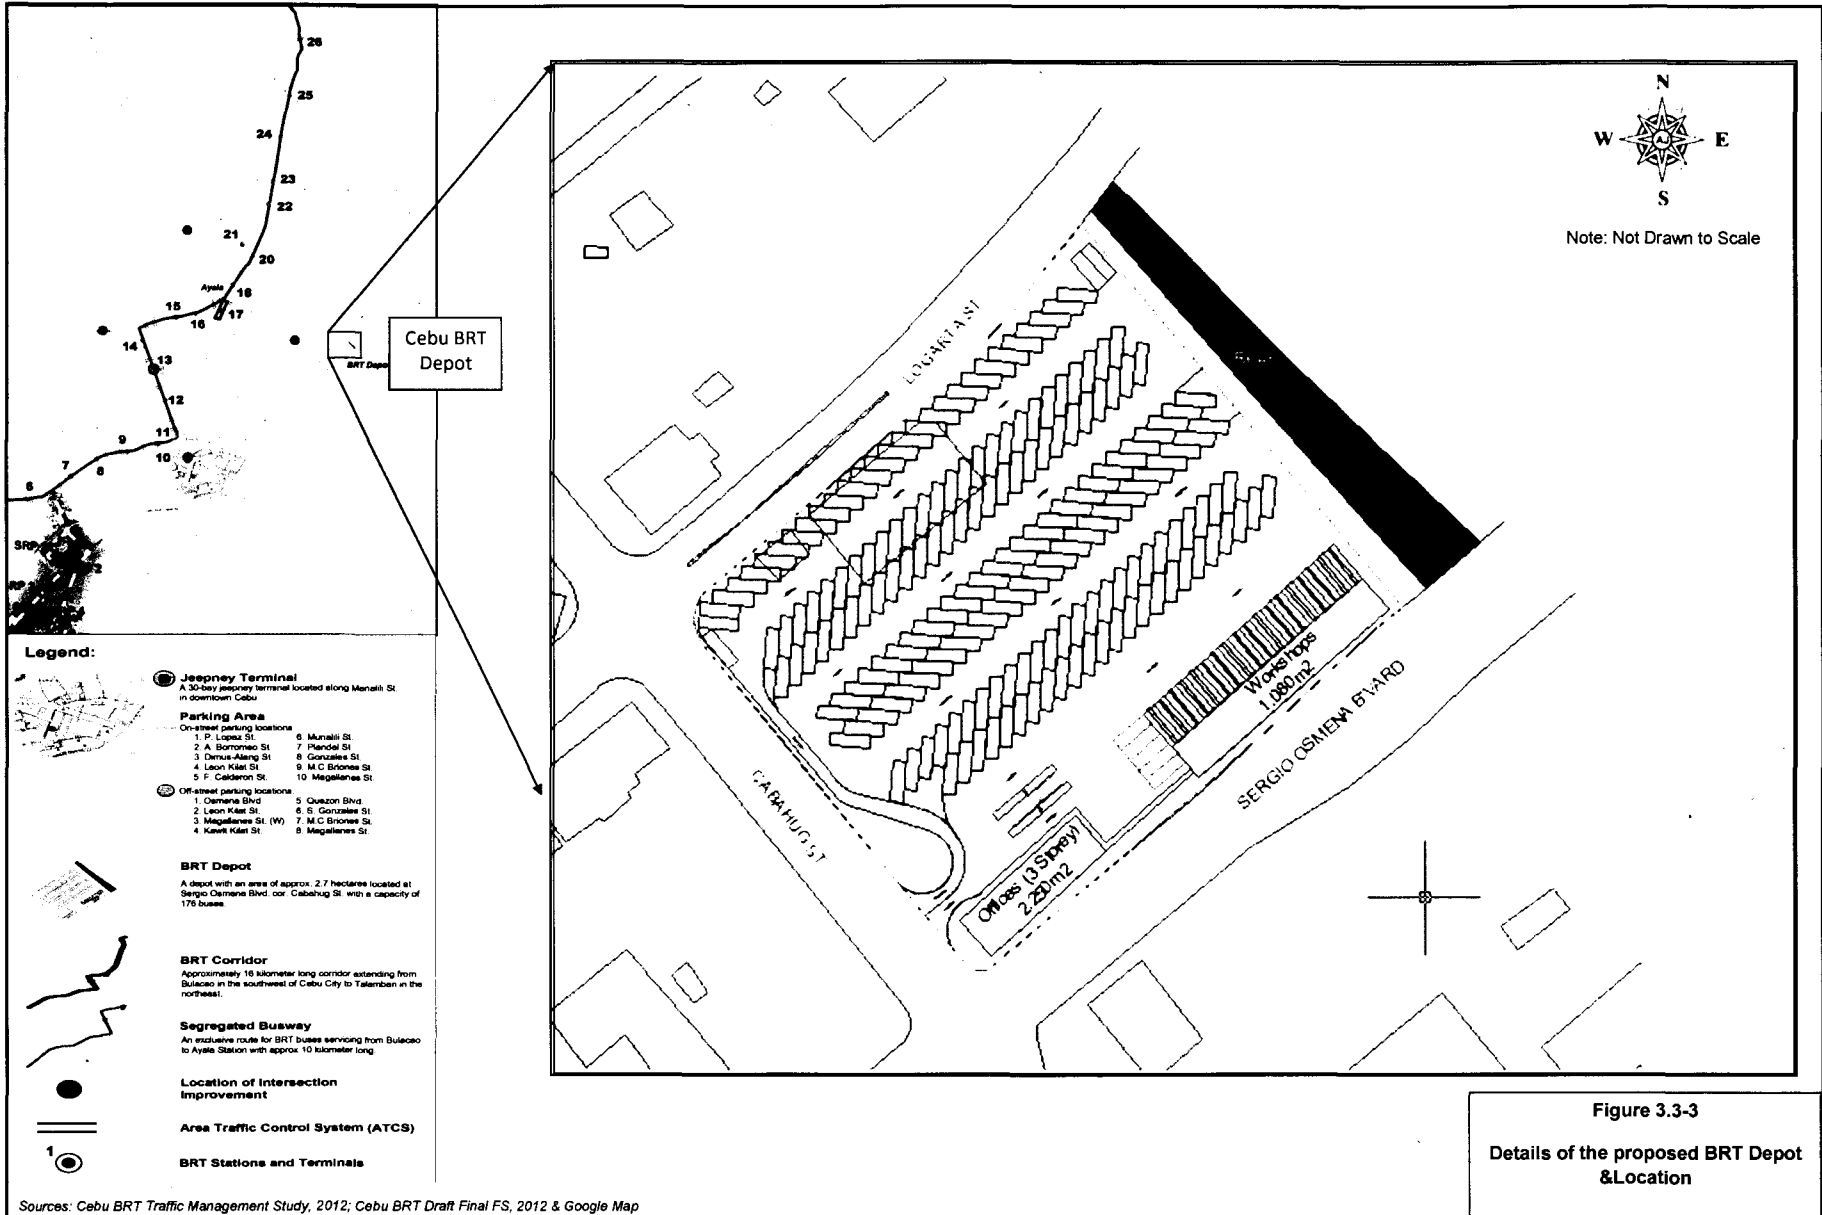 26
25
24
23
22
21
20
Ayala
18
17
15
16
14
13
12
11
10
9
8
7
6
SRP
2
BRT Depo
Cebu BRT
Depot
N
W
E
S
Note: Not Drawn to Scale
LOGARTA ST
CABAHUG ST
SERGIO OSMENA B'VARD
Workshops
1,080 m2
Offices (3 Storey)
2,250m2
Legend:
Jeepney Terminal
A 30-bay jeepney terminal located along Manalili St.
in downtown Cebu
Parking Area
On-street parking locations
1. P. Lopez St. 6. Munalili St.
2. A. Borromeo St 7 Plandel St
3 Dimus-Alang St 8 Gonzales St.
4. Leon Kilat St 9. M.C Briones St.
5 F. Calderon St. 10 Magallanes St.
Off-street parking locations.
1. Osmena Blvd 5 Quezon Blvd.
2. Leon Kilat St. 6. S. Gonzales St.
3. Magallanes St. (W) 7. M.C Briones St
4. Kawit Kilat St. 8. Magallanes St.
BRT Depot
A depot with an area of approx. 2.7 hectares located at
Sergio Osmena Blvd. cor. Cabahug St. with a capacity of
176 buses.
BRT Corridor
Approximately 16 kilometer long corridor extending from
Bulacao in the southwest of Cebu City to Talamban in the
northeast.
Segregated Busway
An exclusive route for BRT buses servicing from Bulacao
to Ayala Station with approx 10 kilometer long
Location of Intersection
Improvement
Area Traffic Control System (ATCS)
1
BRT Stations and Terminals
Sources: Cebu BRT Traffic Management Study, 2012; Cebu BRT Draft Final FS, 2012 & Google Map
Figure 3.3-3
Details of the proposed BRT Depot
&Location